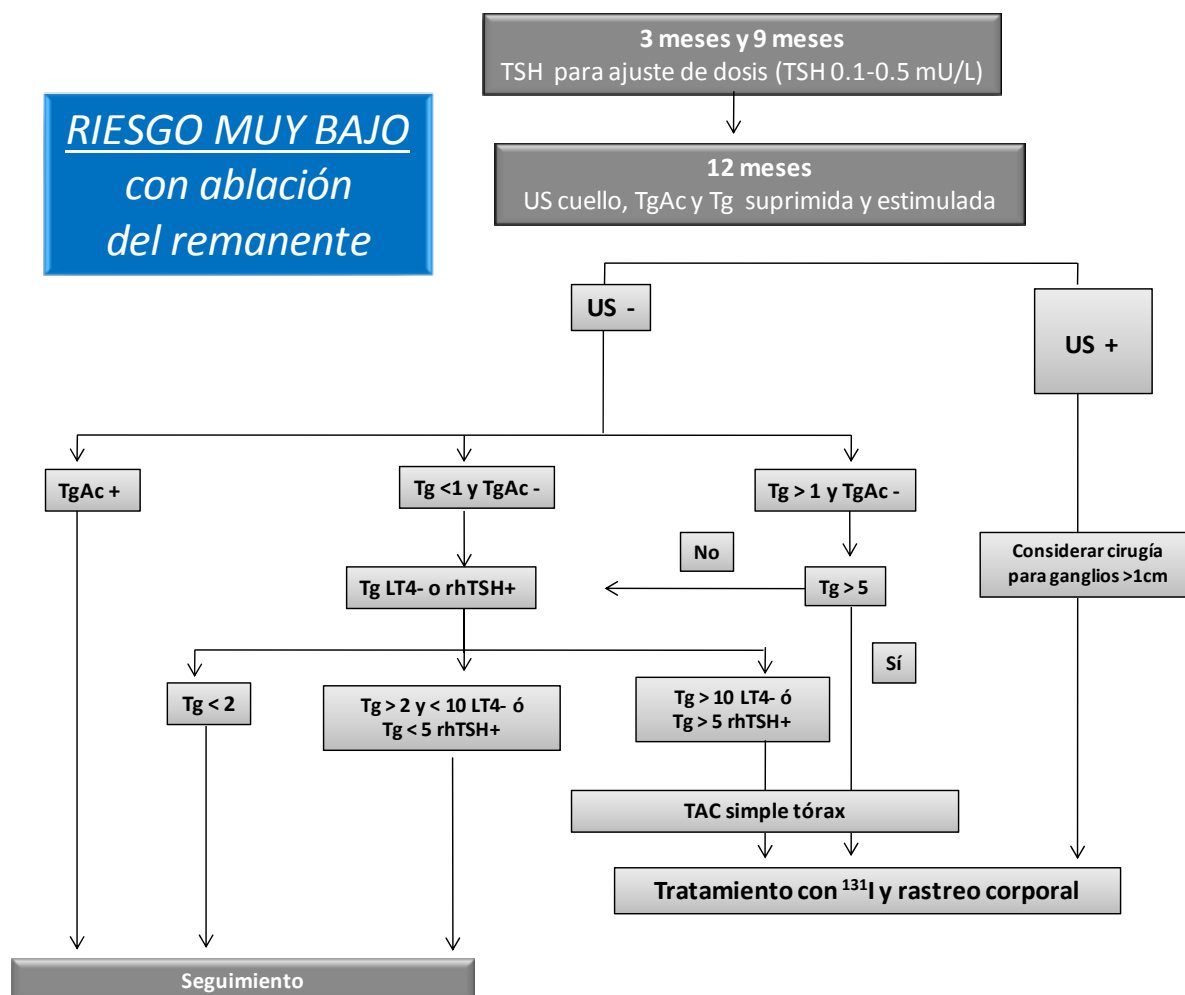 3 meses y 9 meses
TSH para ajuste de dosis (TSH 0.1-0.5 mU/L)
RIESGO MUY BAJO
con ablación
del remanente
12 meses
US cuello, TgAc y Tg suprimida y estimulada
US -
US +
TgAc +
Tg <1 y TgAc -
Tg > 1 y TgAc -
No
Considerar cirugía
para ganglios >1cm
Tg LT4- o rhTSH+
Tg > 5
Sí
Tg < 2
Tg > 2 y < 10 LT4- ó
Tg < 5 rhTSH+
Tg > 10 LT4- ó
Tg > 5 rhTSH+
TAC simple tórax
Tratamiento con ¹³¹I y rastreo corporal
Seguimiento